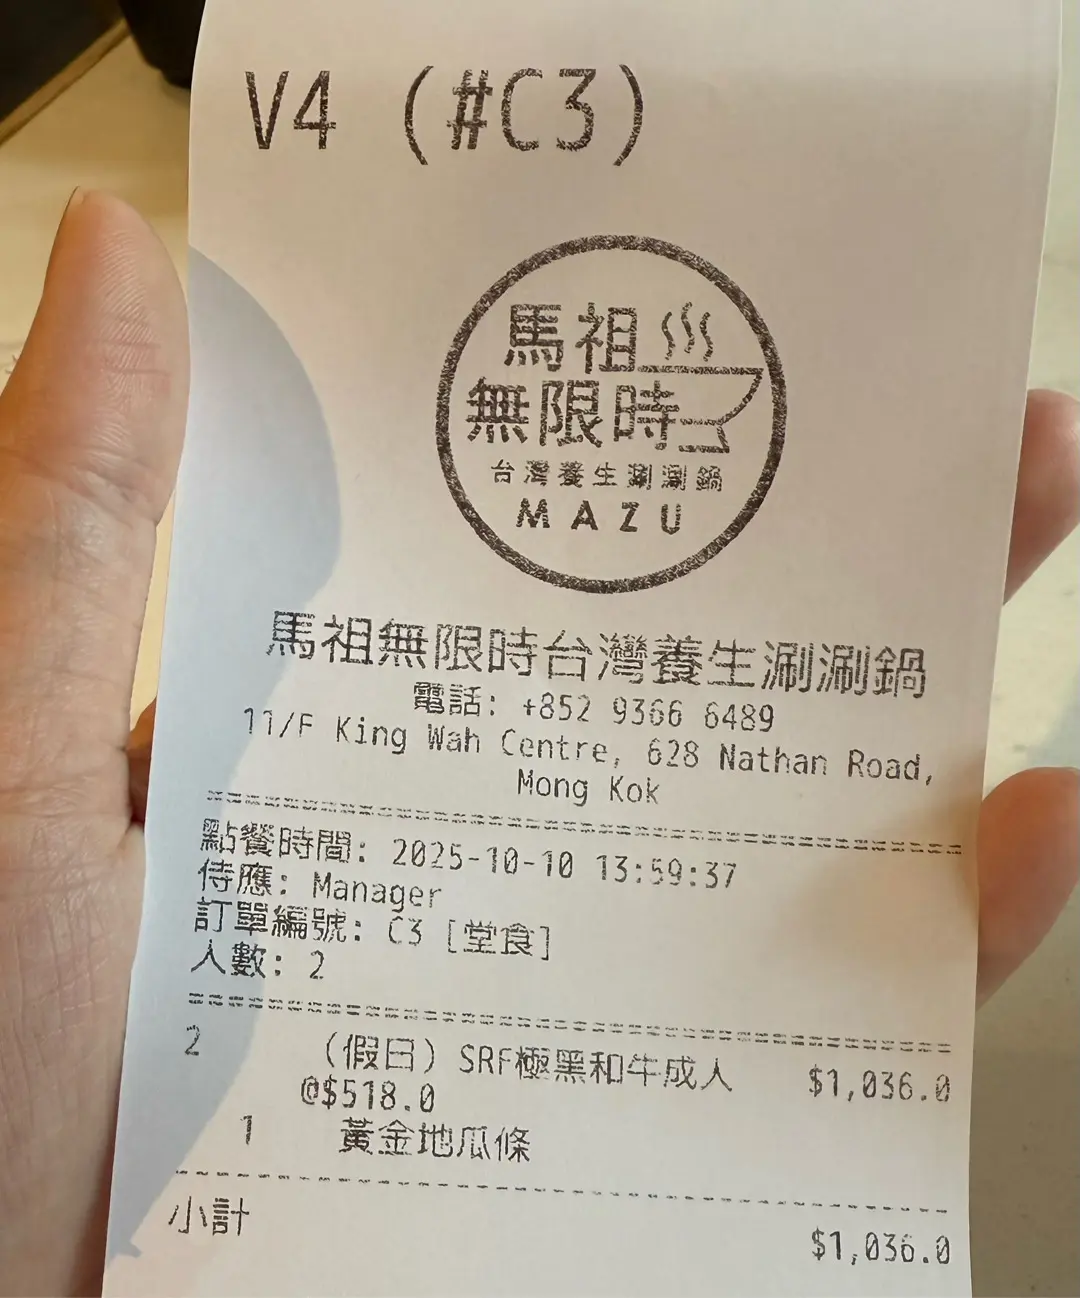 V4 (#C3)
馬祖
無限時
台灣養生涮涮鍋
MAZU
馬祖無限時台灣養生涮涮鍋
電話: +852 9366 6489
11/F King Wah Centre, 628 Nathan Road,
Mong Kok
點餐時間: 2025-10-10 13:59:37
侍應: Manager
訂單編號: C3 [堂食]
人數: 2
2 (假日) SRF極黑和牛成人 $1,036.0
@$518.0
1 黃金地瓜條
小計 $1,036.0